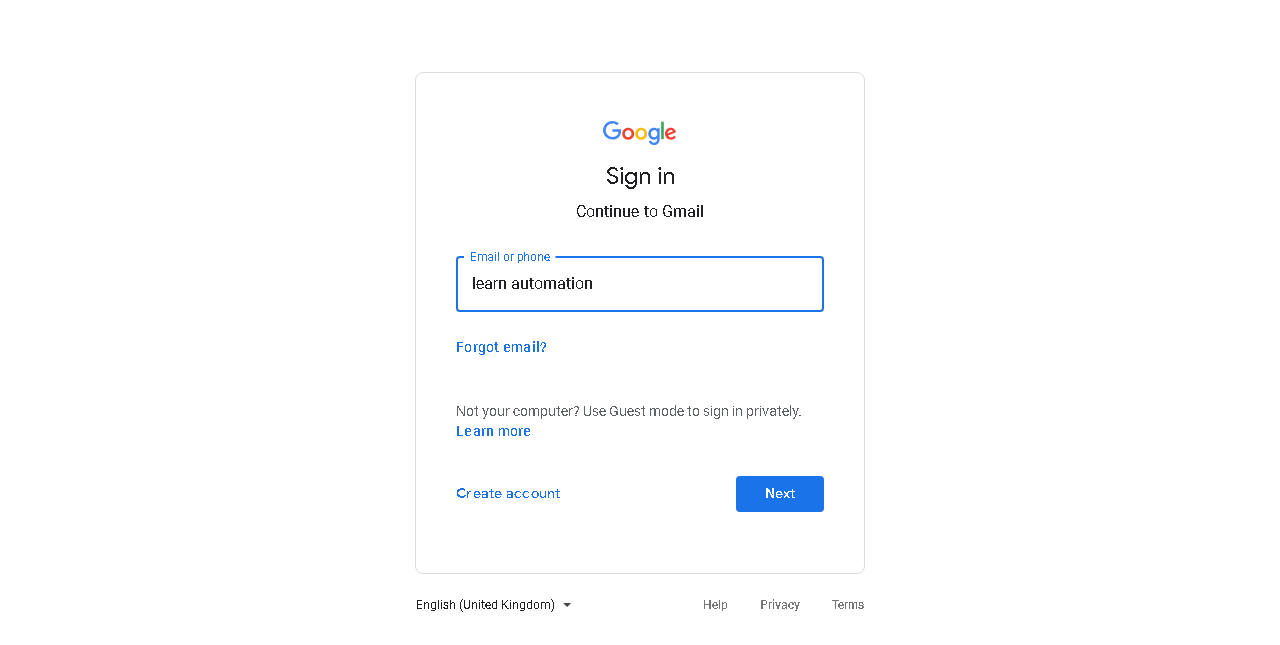 Google
Sign in
Continue to Gmail
Email or phone
learn automation
Forgot email?
Not your computer? Use Guest mode to sign in privately.
Learn more
Create account
Next
English (United Kingdom)
Help
Privacy
Terms